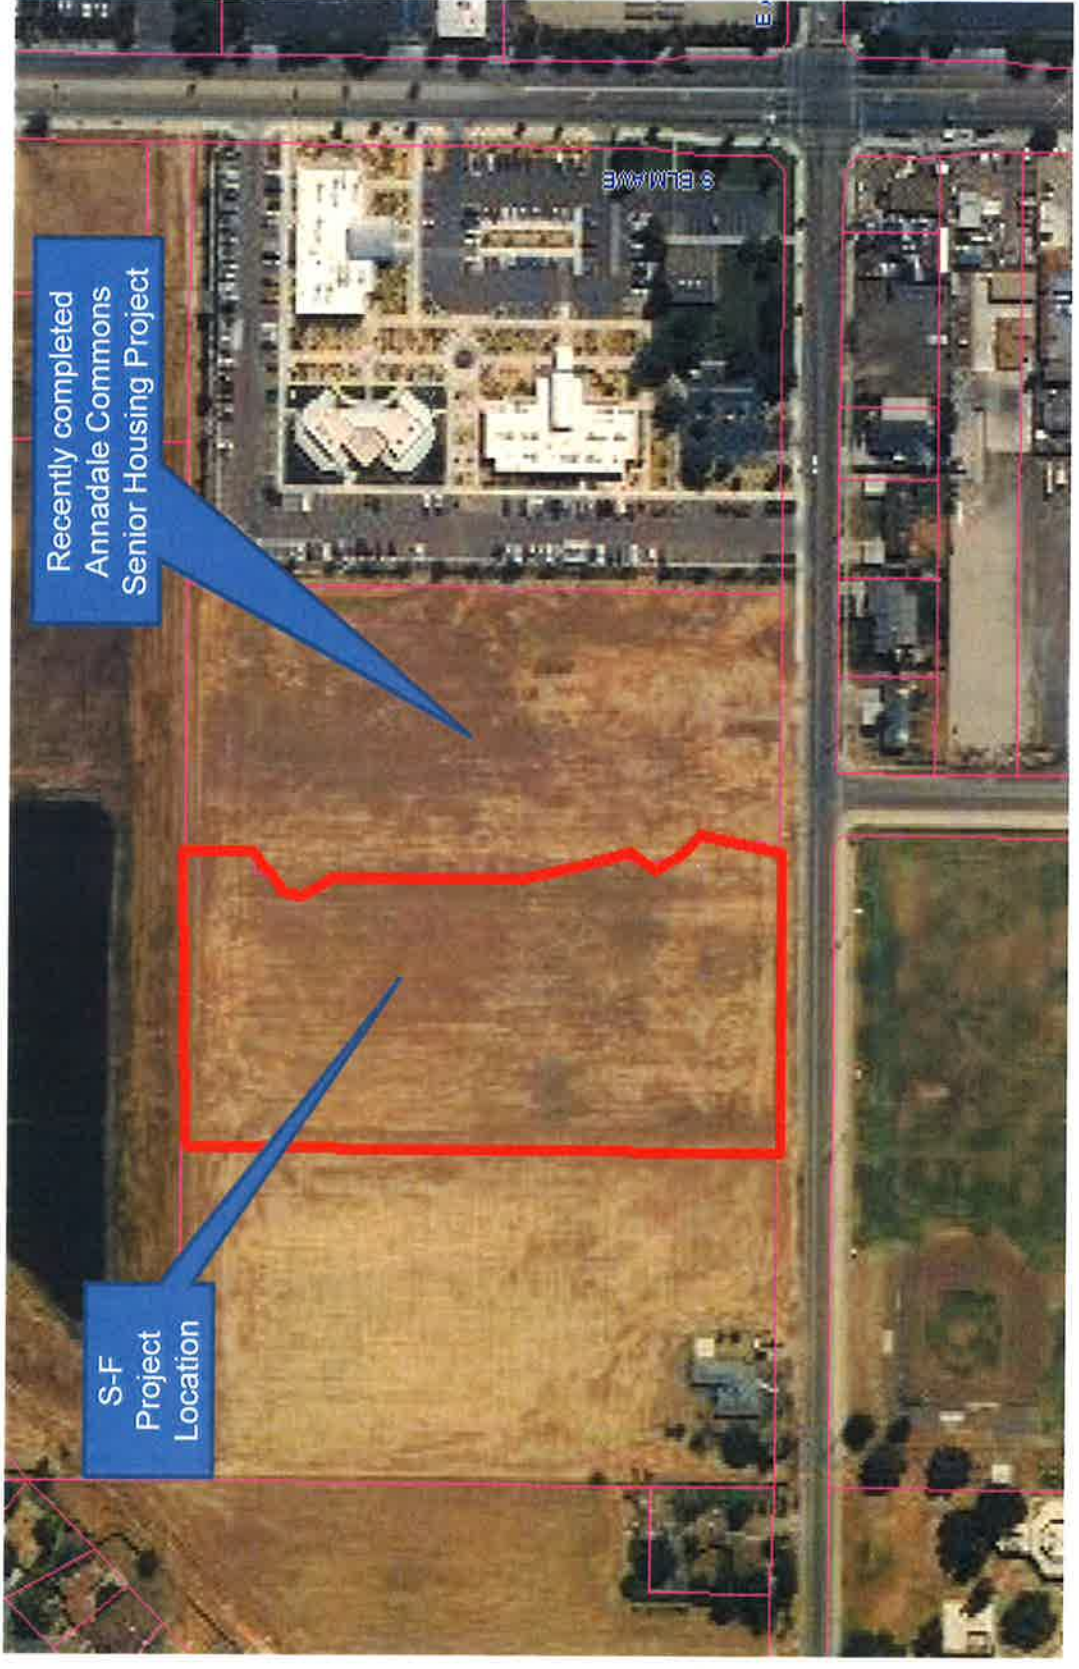 Recently completed
Annadale Commons
Senior Housing Project
S-F
Project
Location
S ELM AVE
E